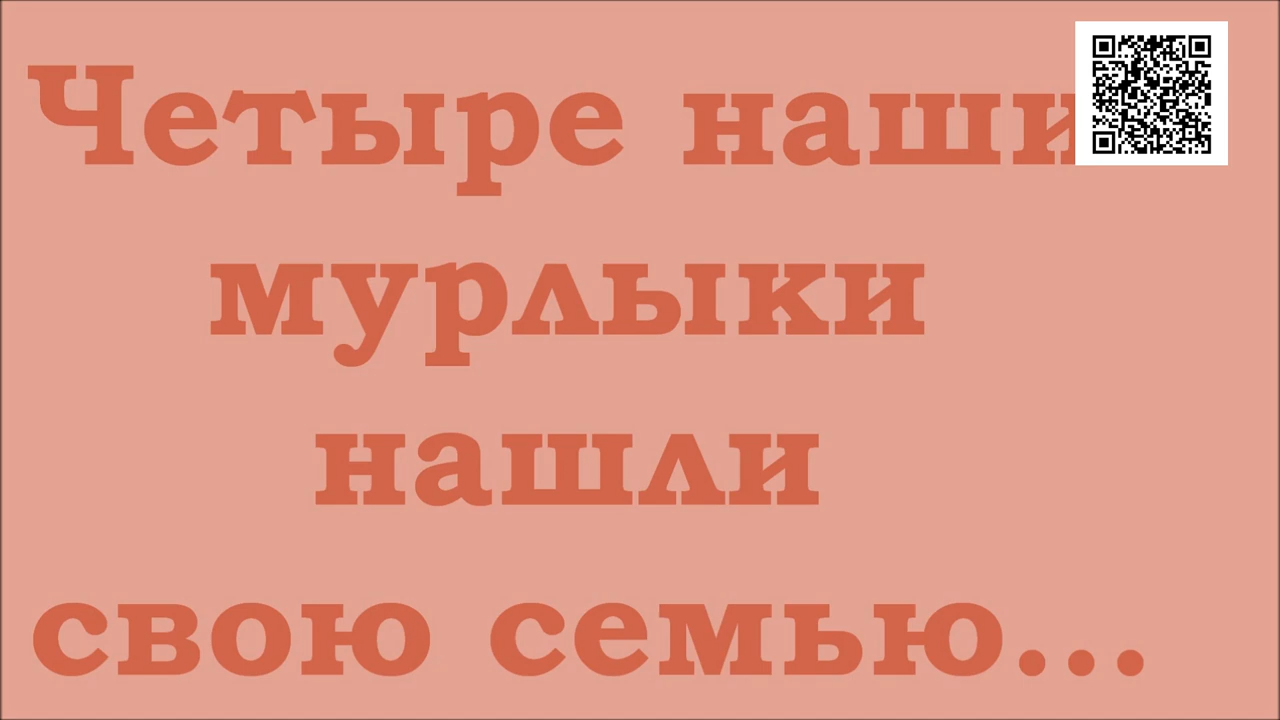 Четыре наши
мурлыки
нашли
свою семью...